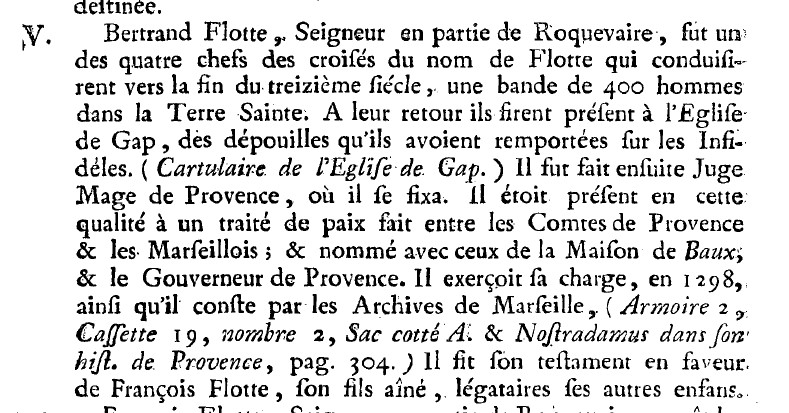 destinée.
V. Bertrand Flotte, Seigneur en partie de Roquevaire, fut un
des quatre chefs des croisés du nom de Flotte qui conduiſi-
rent vers la fin du treizième ſiécle, une bande de 400 hommes
dans la Terre Sainte. A leur retour ils firent préſent à l'Egliſe
de Gap, des dépouilles qu'ils avoient remportées ſur les Infi-
déles. (Cartulaire de l'Egliſe de Gap.) Il fut fait enſuite Juge
Mage de Provence, où il ſe fixa. Il étoit préſent en cette
qualité à un traité de paix fait entre les Comtes de Provence
& les Marſeillois; & nommé avec ceux de la Maiſon de Baux,
& le Gouverneur de Provence. Il exerçoit ſa charge, en 1298,
ainſi qu'il conſte par les Archives de Marſeille, (Armoire 2,
Caſſette 19, nombre 2, Sac cotté A. & Noſtradamus dans ſon
hiſt. de Provence, pag. 304.) Il fit ſon teſtament en faveur
de François Flotte, ſon fils aîné, légataires ſes autres enfans.